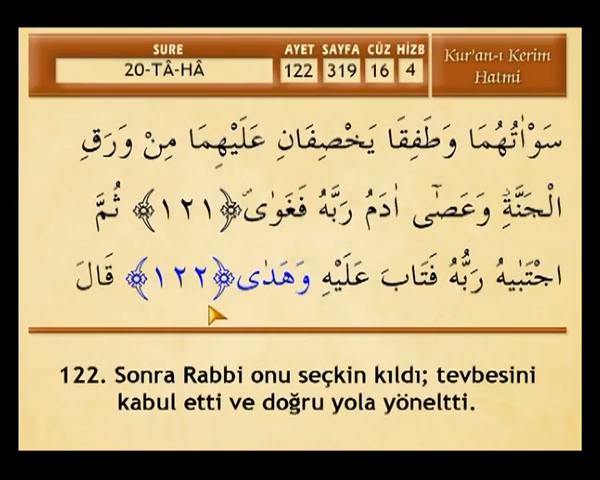 SURE AYET SAYFA CÜZ HİZB
20-TÂ-HÂ 122 319 16 4
Kur'an-ı Kerim
Hatmi
سَوْاٰتُهُمَا وَطَفِقَا يَخْصِفَانِ عَلَيْهِمَا مِنْ وَرَقِ
الْجَنَّةِۘ وَعَصٰٓى اٰدَمُ رَبَّهُ فَغَوٰىۖ ﴿١٢١﴾ ثُمَّ
اجْتَبٰيهُ رَبُّهُ فَتَابَ عَلَيْهِ وَهَدٰى ﴿١٢٢﴾ قَالَ
122. Sonra Rabbi onu seçkin kıldı; tevbesini
kabul etti ve doğru yola yöneltti.